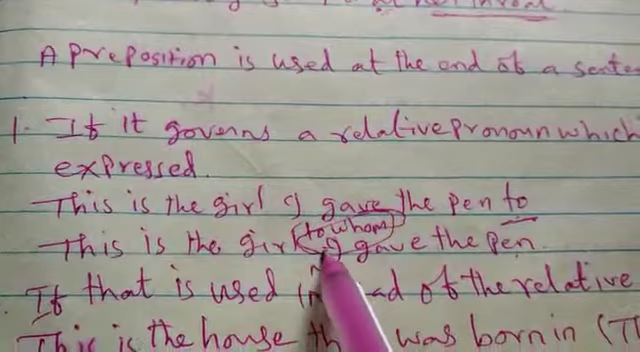 A preposition is used at the end of a sente
1. If it governs a relative pronoun which
expressed.
This is the girl I gave the pen to
(to whom)
This is the girl I gave the pen.
If that is used of the relative
This is the house was born in